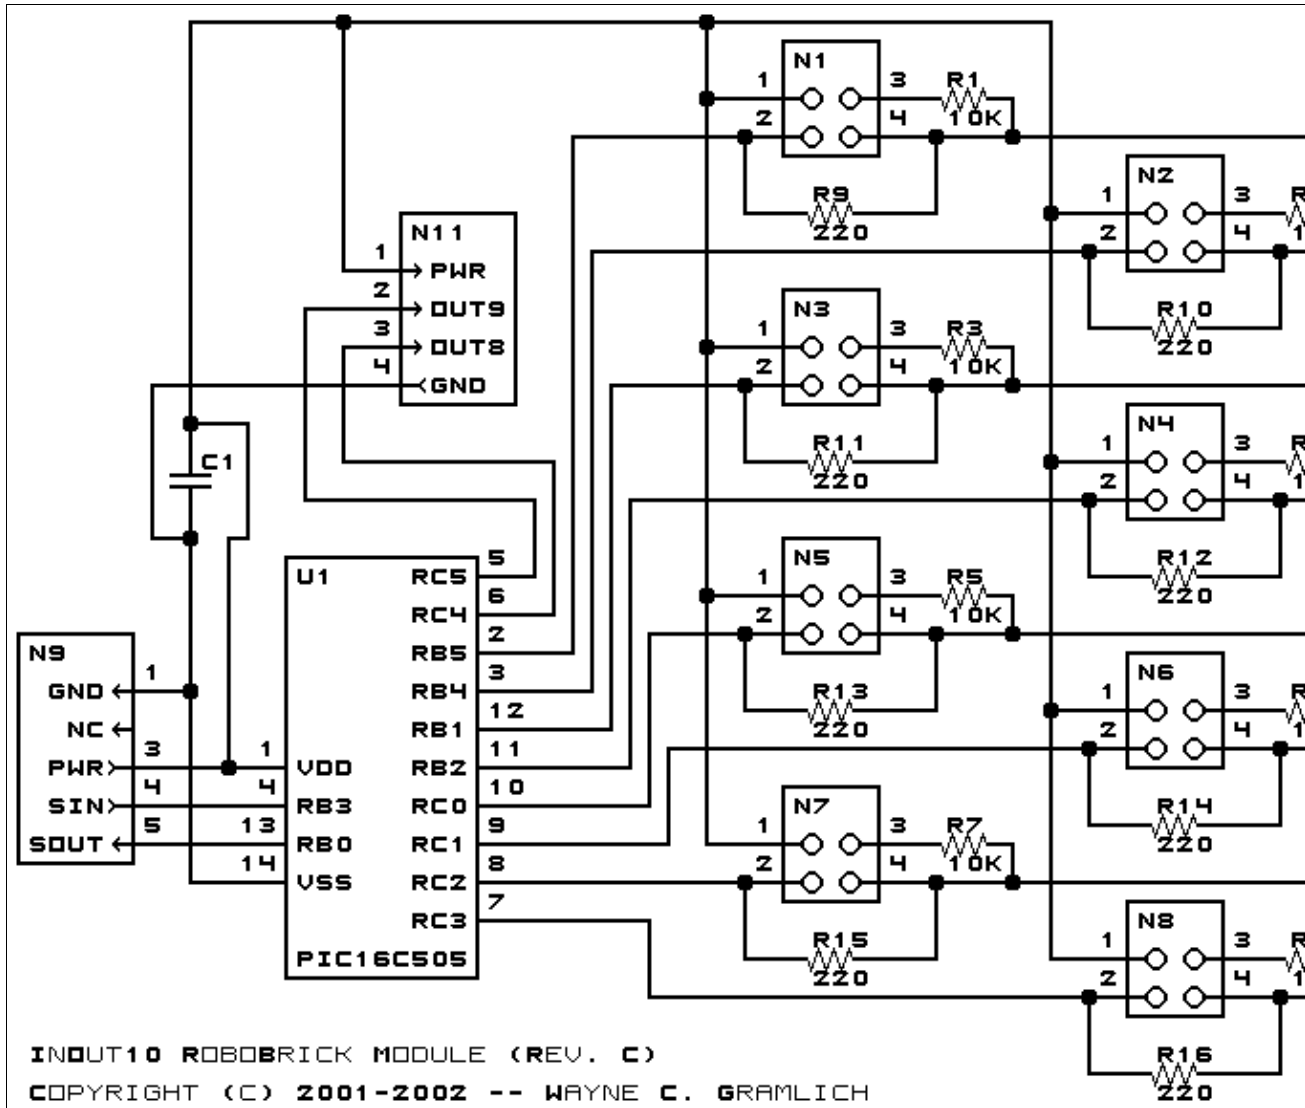 N1
1 3 R1
2 4 10K
R9
220
N2
1 3 R
2 4 1
R10
220
N11
1 PWR
2 OUT9
3 OUT8
4 GND
N3
1 3 R3
2 4 10K
R11
220
N4
1 3 R
2 4 1
R12
220
C1
N5
1 3 R5
2 4 10K
R13
220
N6
1 3 R
2 4 1
R14
220
N7
1 3 R7
2 4 10K
R15
220
N8
1 3 R
2 4 1
R16
220
N9
GND 1
NC
PWR 3
SIN 4
SOUT 5
U1
1 VDD
4 RB3
13 RB0
14 VSS
RC5 5
RC4 6
RB5 2
RB4 3
RB1 12
RB2 11
RC0 10
RC1 9
RC2 8
RC3 7
PIC16C505
INOUT10 ROBOBRICK MODULE (REV. C)
COPYRIGHT (C) 2001-2002 -- WAYNE C. GRAMLICH